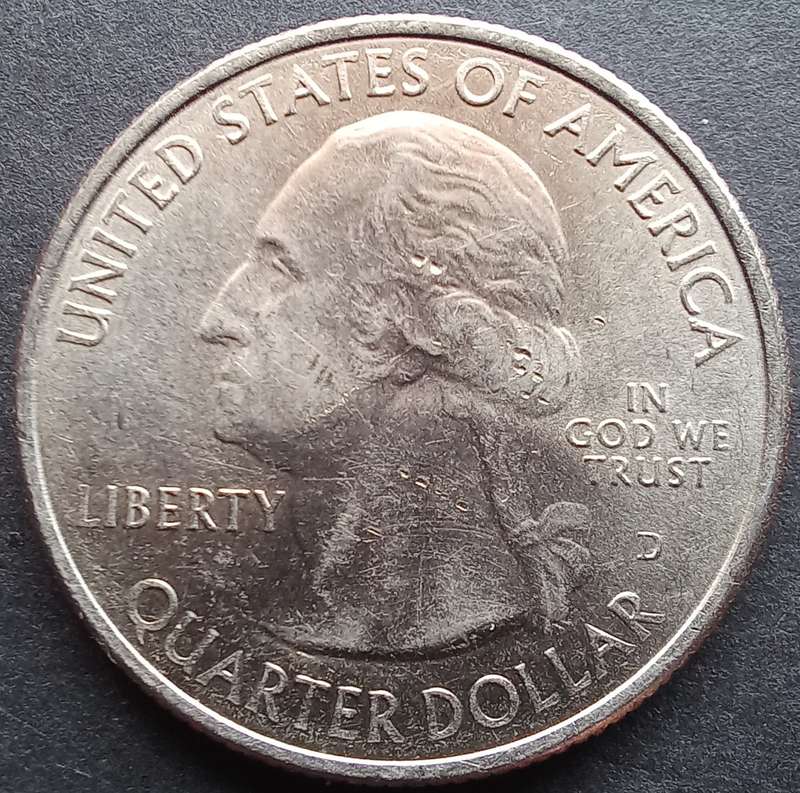 UNITED STATES OF AMERICA
IN
GOD WE
TRUST
LIBERTY
D
QUARTER DOLLAR